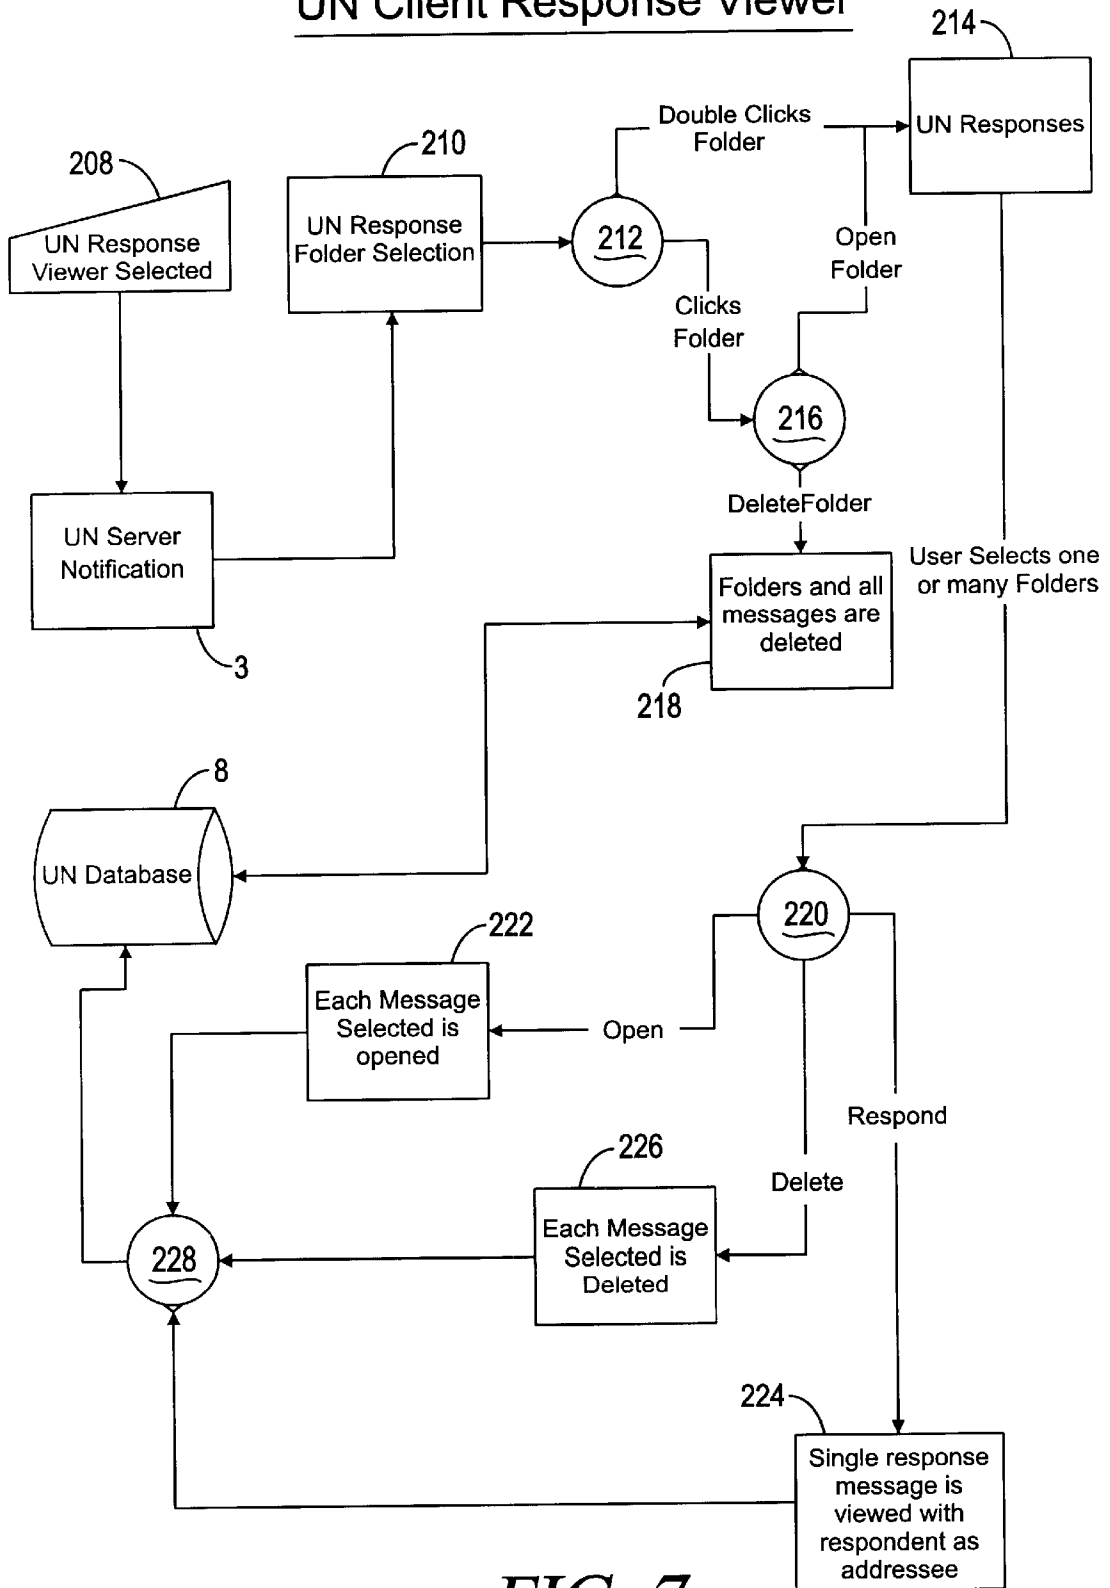 UN Client Response Viewer
214
Double Clicks
Folder
UN Responses
210
208
UN Response
Folder Selection
212
UN Response
Viewer Selected
Open
Folder
Clicks
Folder
216
DeleteFolder
UN Server
Notification
User Selects one
or many Folders
Folders and all
messages are
deleted
3
218
8
UN Database
220
222
Each Message
Selected is
opened
Open
Respond
226
Delete
Each Message
Selected is
Deleted
228
224
Single response
message is
viewed with
respondent as
addressee
FIG. 7